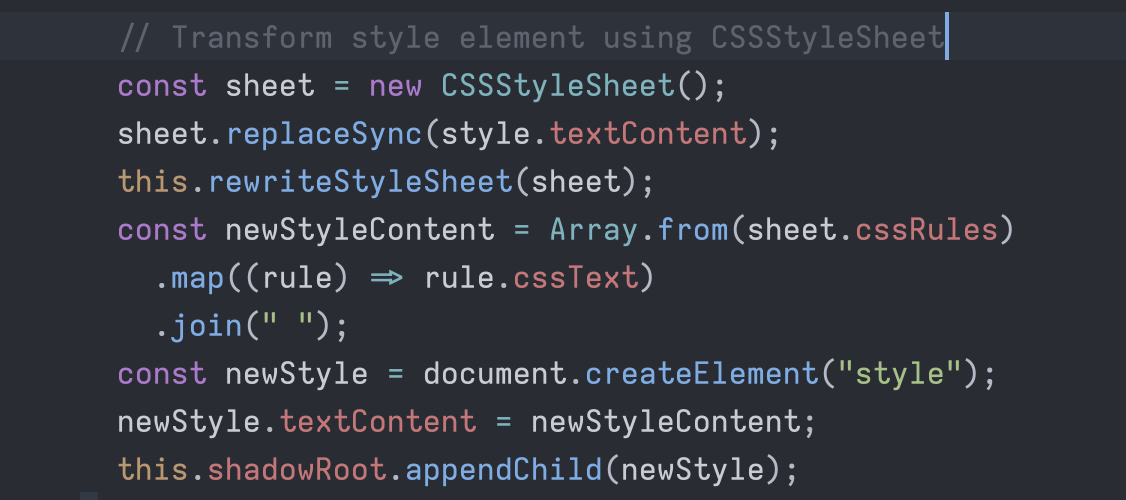 // Transform style element using CSSStyleSheet
const sheet = new CSSStyleSheet();
sheet.replaceSync(style.textContent);
this.rewriteStyleSheet(sheet);
const newStyleContent = Array.from(sheet.cssRules)
  .map((rule) => rule.cssText)
  .join(" ");
const newStyle = document.createElement("style");
newStyle.textContent = newStyleContent;
this.shadowRoot.appendChild(newStyle);